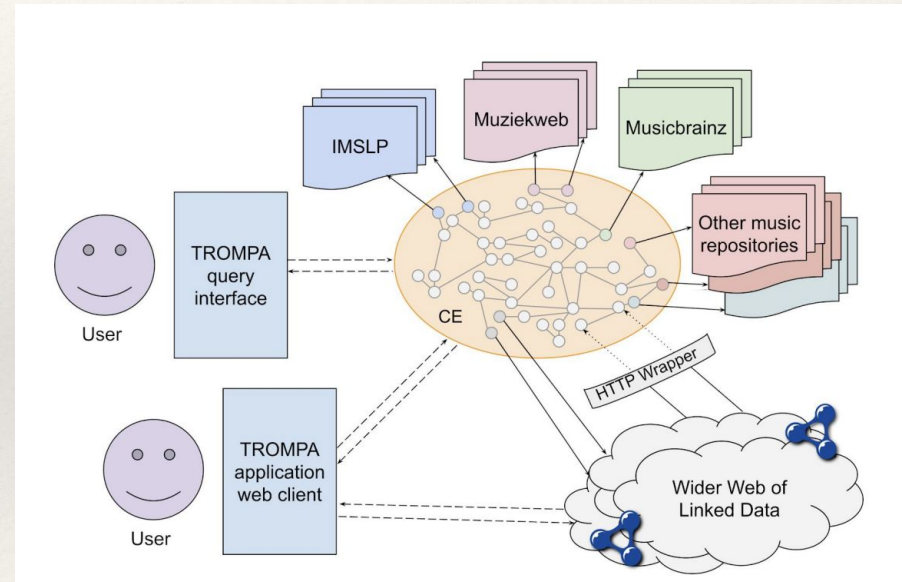 IMSLP
Muziekweb
Musicbrainz
Other music
repositories
TROMPA
query
interface
User
CE
HTTP Wrapper
TROMPA
application
web client
User
Wider Web of
Linked Data